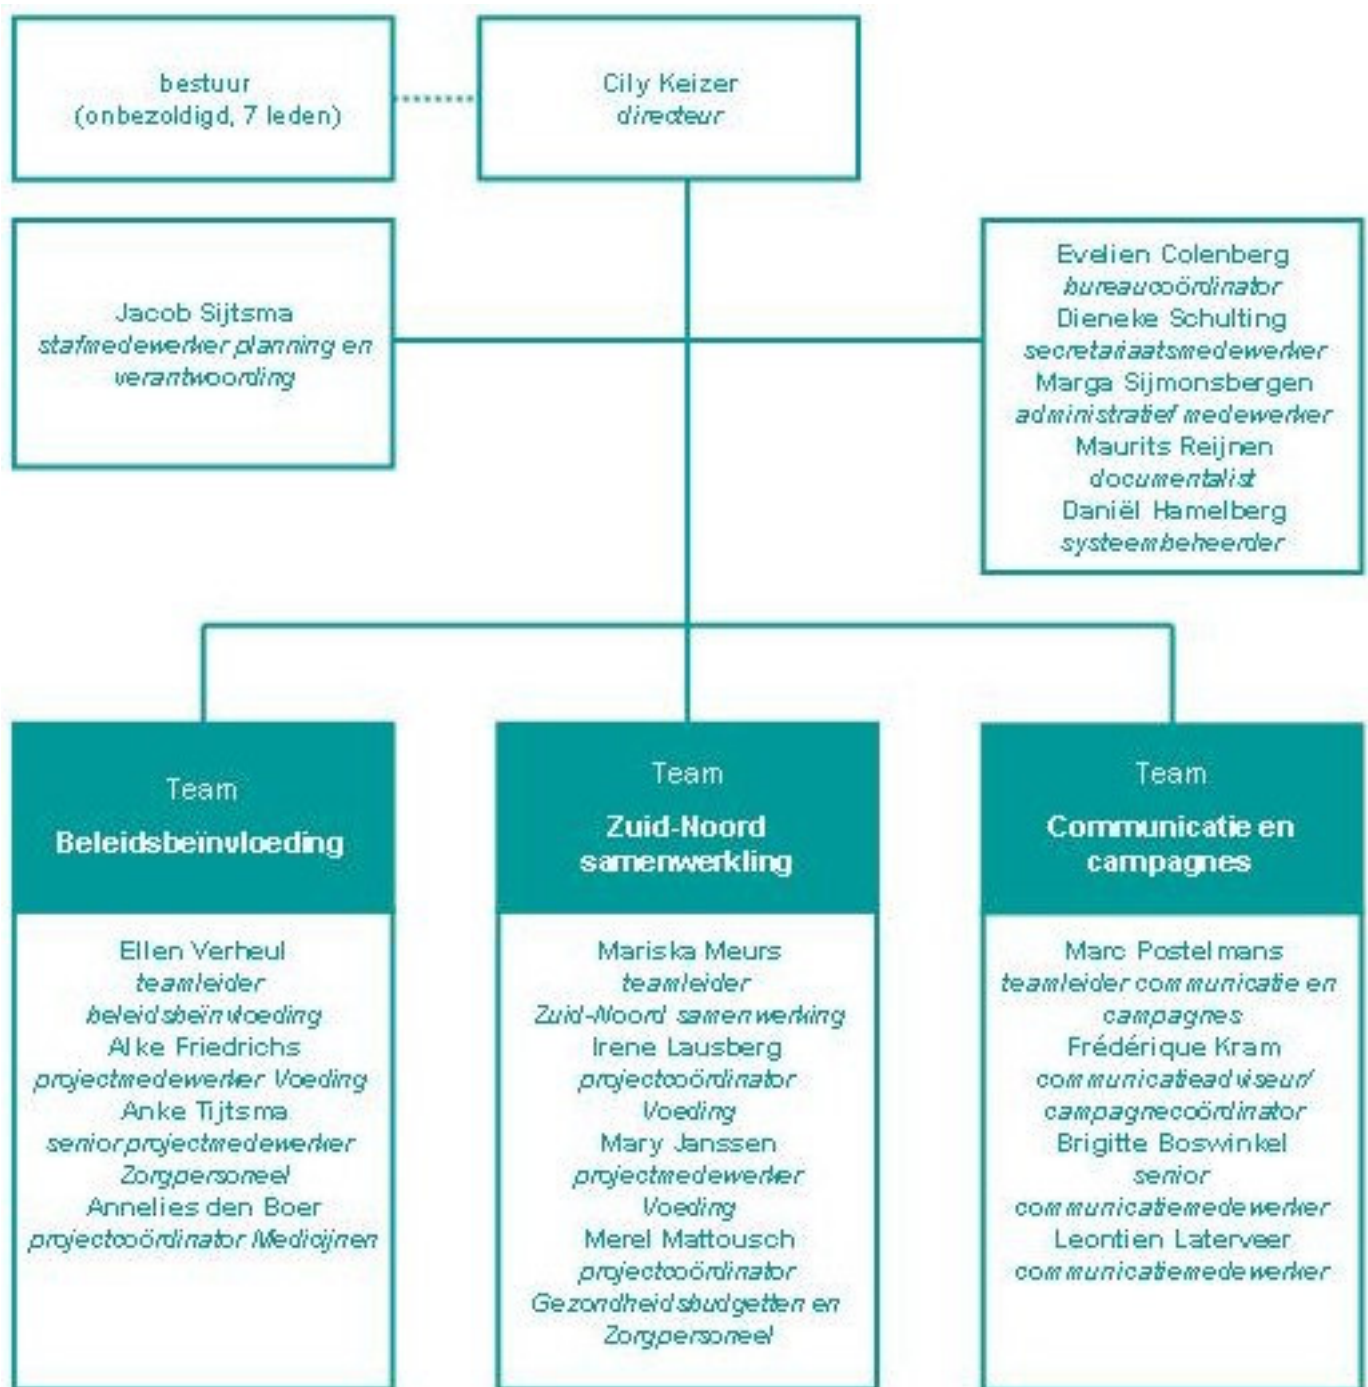 bestuur
(onbezoldigd, 7 leden)
Cily Keizer
directeur
Jacob Sijtsma
stafmedewerker planning en
verantwoording
Evelien Colenberg
bureaucoördinator
Dieneke Schulting
secretariaatsmedewerker
Marga Sijmonsbergen
administratief medewerker
Maurits Reijnen
documentalist
Daniël Hamelberg
systeembeheerder
Team
Beleidsbeïnvloeding
Ellen Verheul
teamleider
beleidsbeïnvloeding
Alke Friedrichs
projectmedewerker Voeding
Anke Tijtsma
senior projectmedewerker
Zorgpersoneel
Annelies den Boer
projectcoördinator Medicijnen
Team
Zuid-Noord
samenwerkling
Mariska Meurs
teamleider
Zuid-Noord samenwerking
Irene Lausberg
projectcoördinator
Voeding
Mary Janssen
projectmedewerker
Voeding
Merel Mattousch
projectcoördinator
Gezondheidsbudgetten en
Zorgpersoneel
Team
Communicatie en
campagnes
Marc Postelmans
teamleider communicatie en
campagnes
Frédérique Kram
communicatieadviseur/
campagnecoördinator
Brigitte Boswinkel
senior
communicatiemedewerker
Leontien Laterveer
communicatiemedewerker